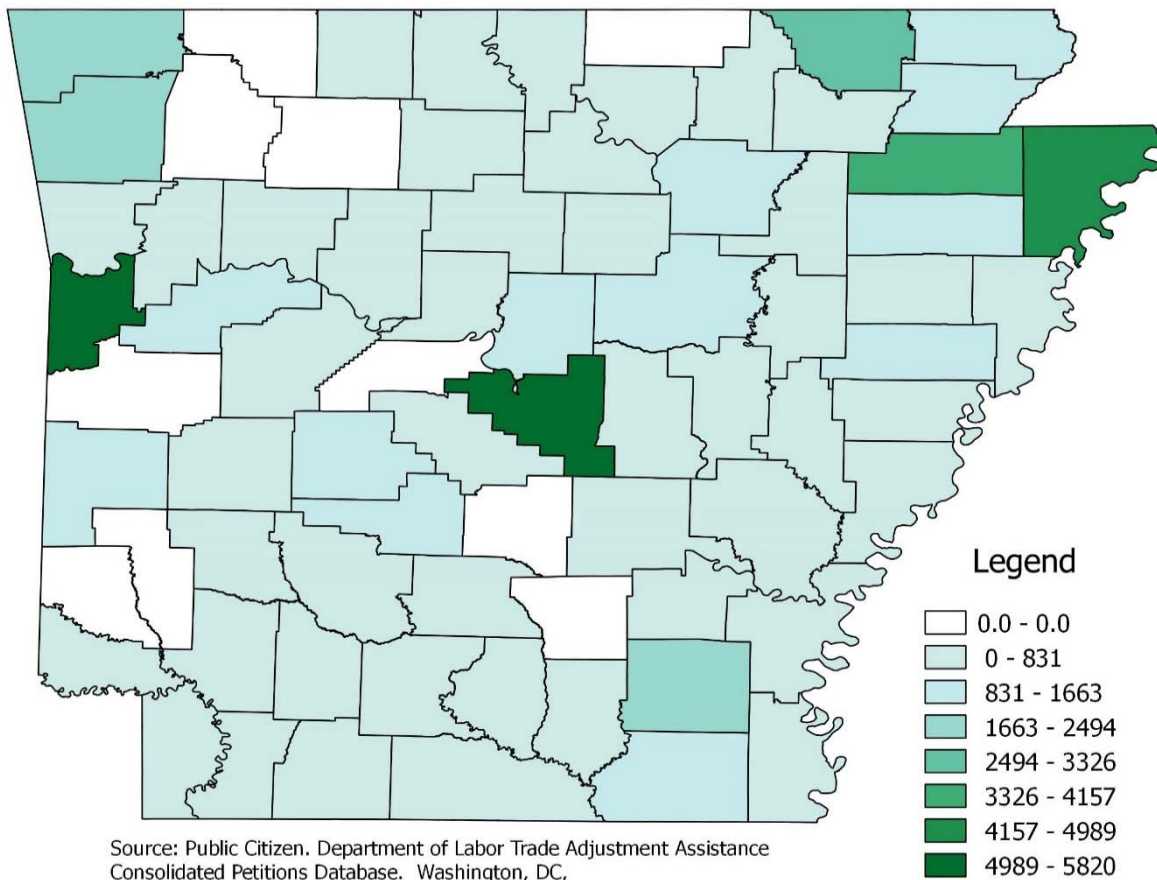 Legend
0.0 - 0.0
0 - 831
831 - 1663
1663 - 2494
2494 - 3326
3326 - 4157
4157 - 4989
4989 - 5820
Source: Public Citizen. Department of Labor Trade Adjustment Assistance
Consolidated Petitions Database. Washington, DC,